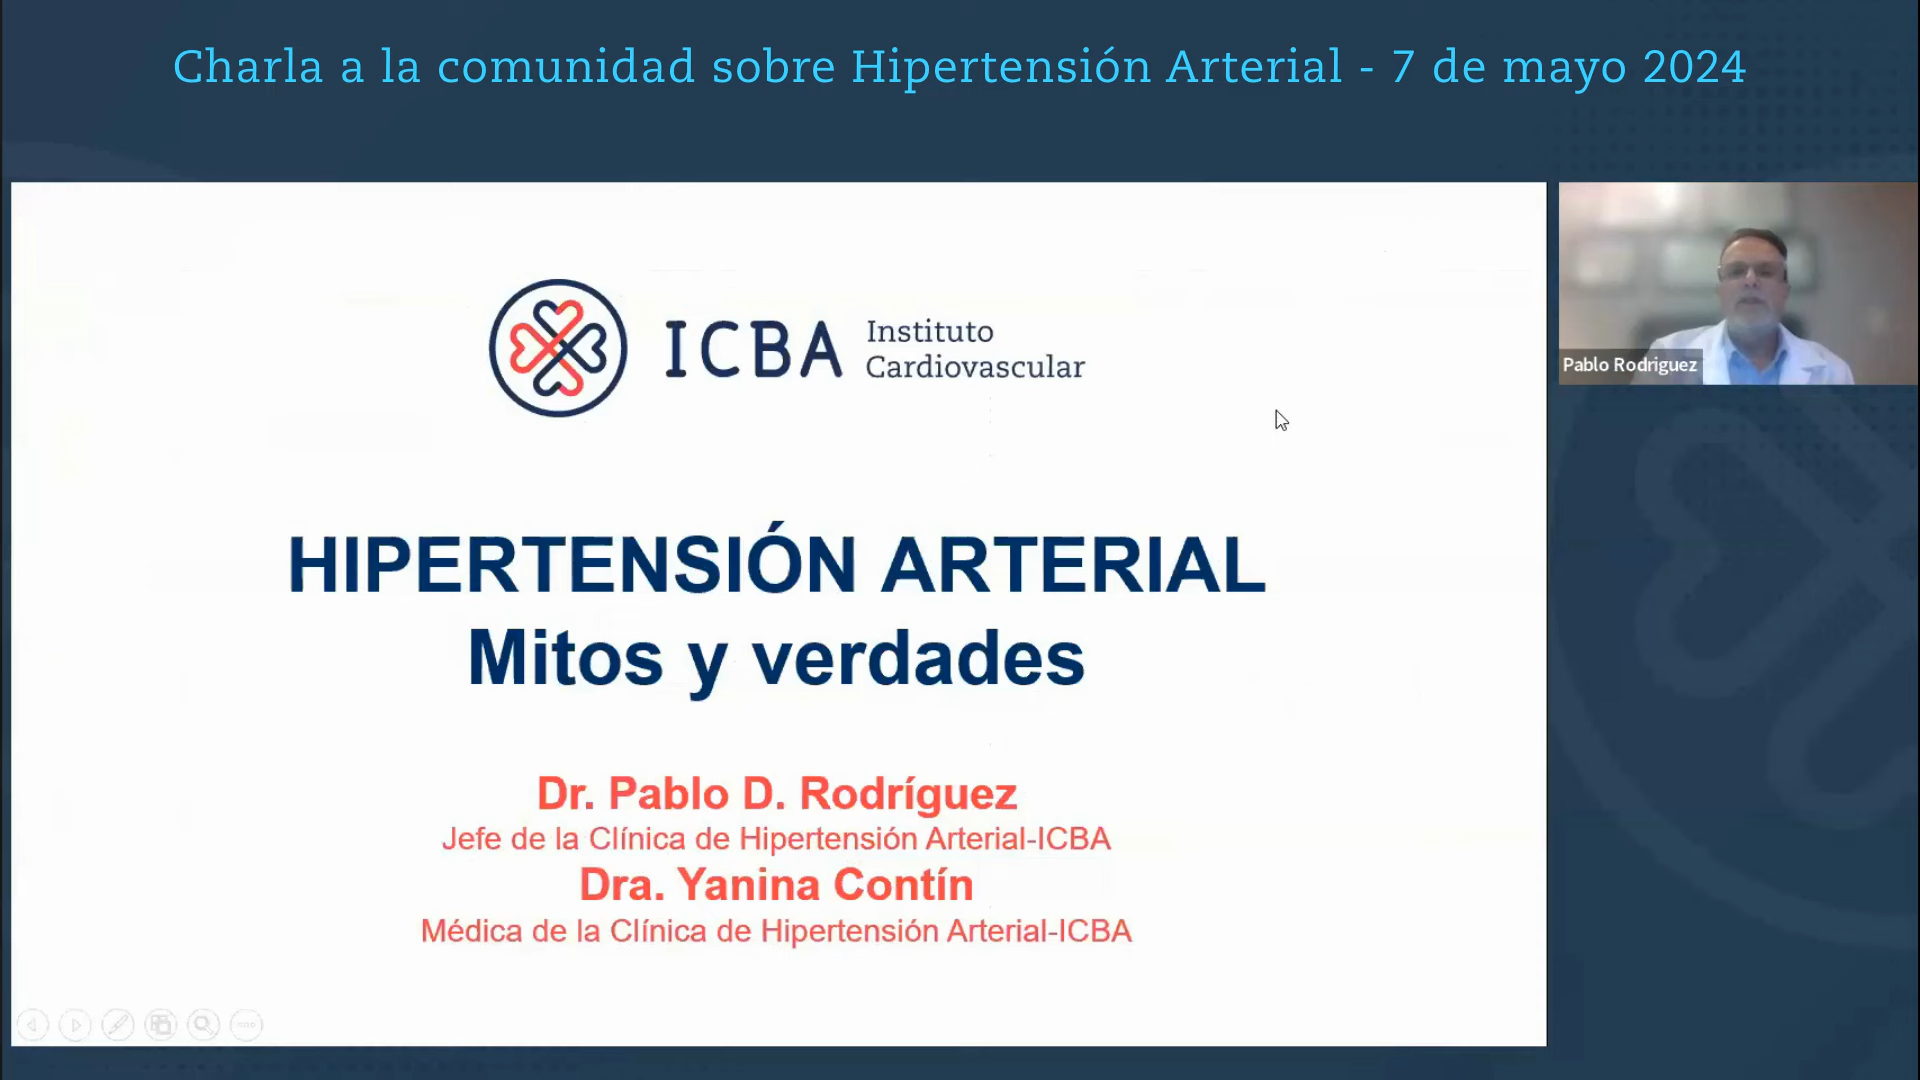 Charla a la comunidad sobre Hipertensión Arterial - 7 de mayo 2024
ICBA
Instituto
Cardiovascular
Pablo Rodriguez
HIPERTENSIÓN ARTERIAL
Mitos y verdades
Dr. Pablo D. Rodríguez
Jefe de la Clínica de Hipertensión Arterial-ICBA
Dra. Yanina Contín
Médica de la Clínica de Hipertensión Arterial-ICBA